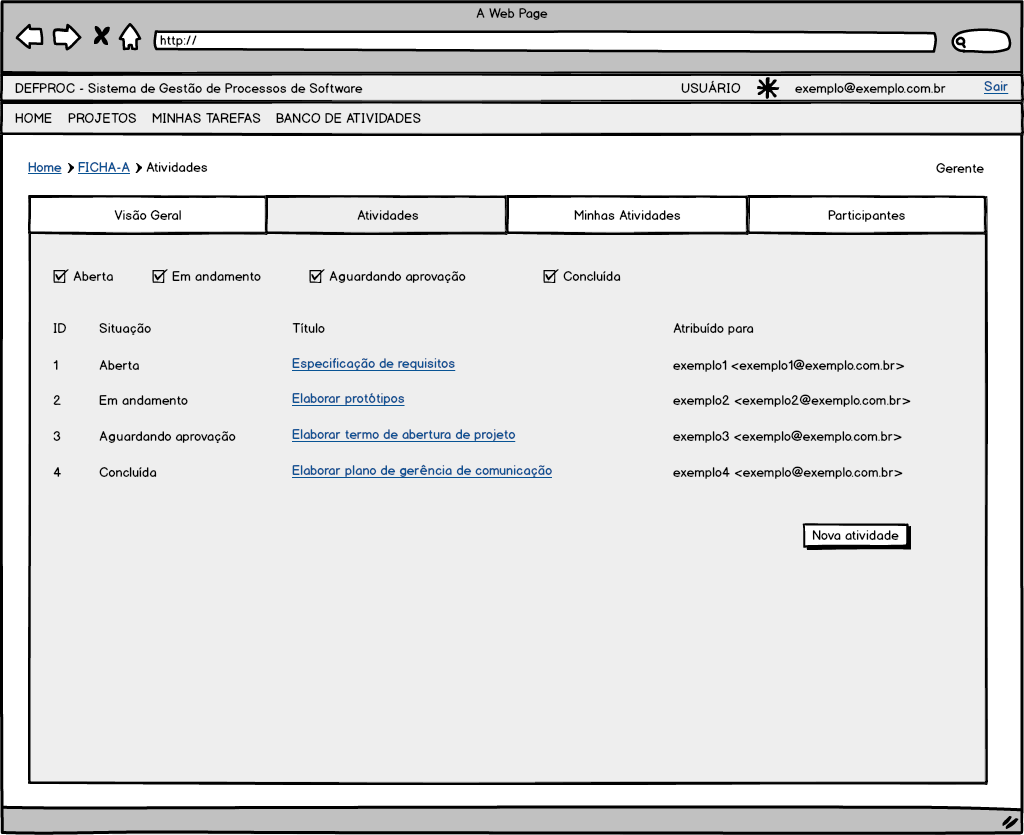 A Web Page
http://
DEFPROC - Sistema de Gestão de Processos de Software USUÁRIO exemplo@exemplo.com.br Sair
HOME PROJETOS MINHAS TAREFAS BANCO DE ATIVIDADES
Home FICHA-A Atividades Gerente
Visão Geral Atividades Minhas Atividades Participantes
Aberta Em andamento Aguardando aprovação Concluída
ID Situação Título Atribuído para
1 Aberta Especificação de requisitos exemplo1 <exemplo1@exemplo.com.br>
2 Em andamento Elaborar protótipos exemplo2 <exemplo2@exemplo.com.br>
3 Aguardando aprovação Elaborar termo de abertura de projeto exemplo3 <exemplo@exemplo.com.br>
4 Concluída Elaborar plano de gerência de comunicação exemplo4 <exemplo@exemplo.com.br>
Nova atividade